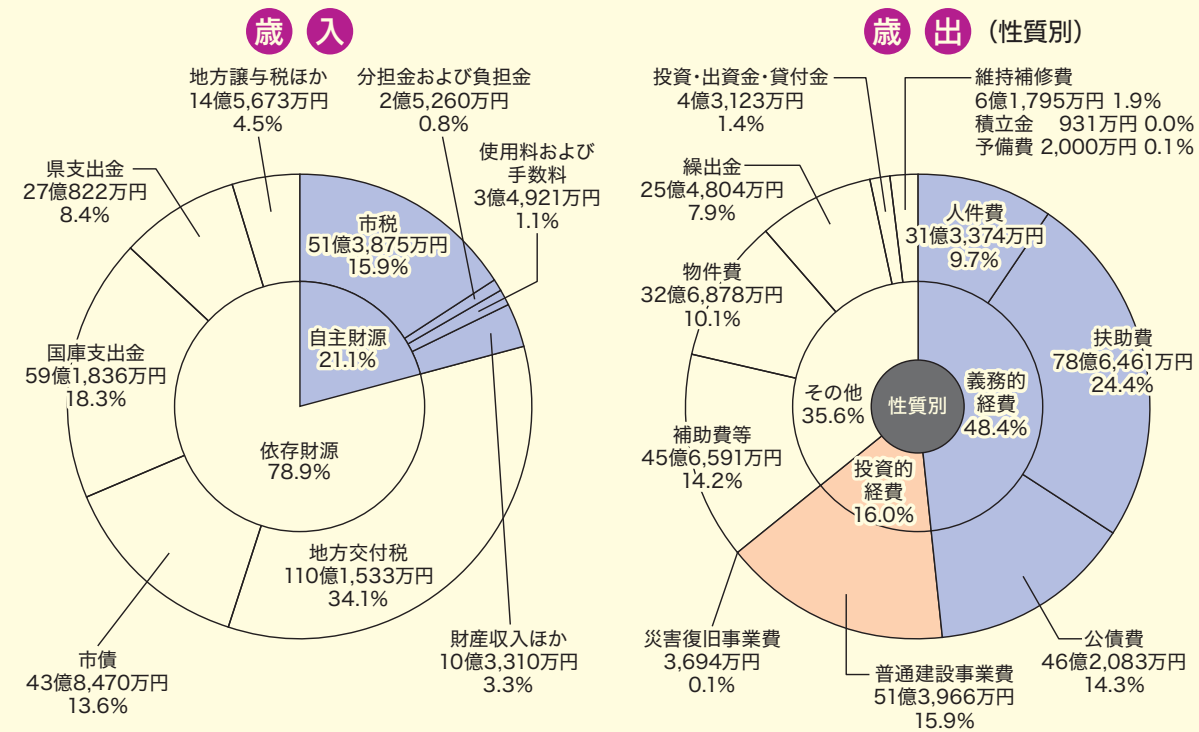 歳入
地方譲与税ほか
14億5,673万円
4.5%
分担金および負担金
2億5,260万円
0.8%
使用料および
手数料
3億4,921万円
1.1%
県支出金
27億822万円
8.4%
市税
51億3,875万円
15.9%
国庫支出金
59億1,836万円
18.3%
自主財源
21.1%
依存財源
78.9%
地方交付税
110億1,533万円
34.1%
市債
43億8,470万円
13.6%
財産収入ほか
10億3,310万円
3.3%
歳出(性質別)
投資・出資金・貸付金
4億3,123万円
1.4%
維持補修費
6億1,795万円 1.9%
積立金 931万円 0.0%
予備費 2,000万円 0.1%
繰出金
25億4,804万円
7.9%
人件費
31億3,374万円
9.7%
物件費
32億6,878万円
10.1%
扶助費
78億6,461万円
24.4%
その他
35.6%
性質別
義務的
経費
48.4%
補助費等
45億6,591万円
14.2%
投資的
経費
16.0%
災害復旧事業費
3,694万円
0.1%
普通建設事業費
51億3,966万円
15.9%
公債費
46億2,083万円
14.3%